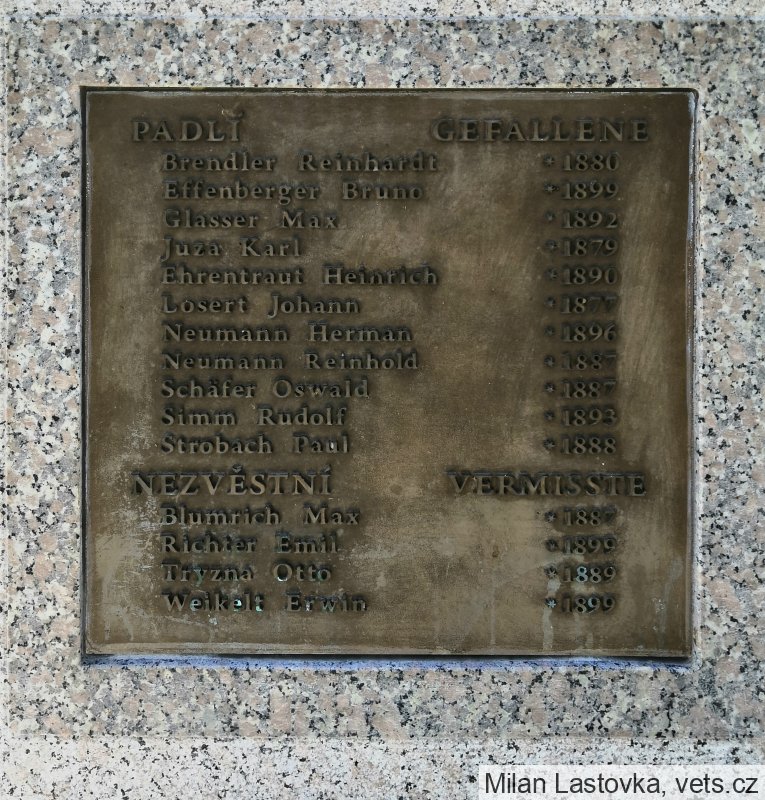 PADLÍ GEFALLENE
Brendler Reinhardt *1880
Effenberger Bruno *1899
Glasser Max *1892
Juza Karl *1879
Ehrentraut Heinrich *1890
Losert Johann *1877
Neumann Herman *1896
Neumann Reinhold *1887
Schäfer Oswald *1887
Simm Rudolf *1893
Strobach Paul *1888
NEZVĚSTNÍ VERMISSTE
Blumrich Max *1887
Richter Emil *1899
Tryzna Otto *1889
Weikelt Erwin *1899
Milan Lastovka, vets.cz